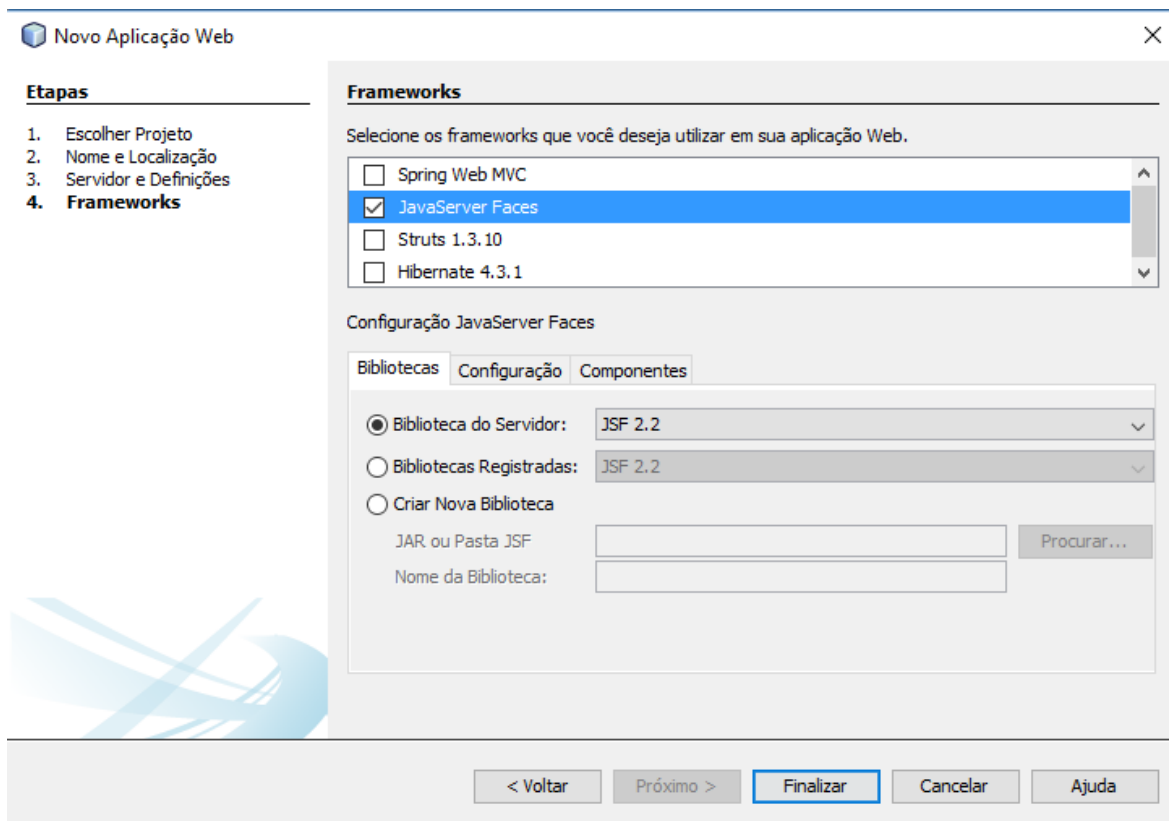 Novo Aplicação Web
Etapas
1. Escolher Projeto
2. Nome e Localização
3. Servidor e Definições
4. Frameworks
Frameworks
Selecione os frameworks que você deseja utilizar em sua aplicação Web.
Spring Web MVC
JavaServer Faces
Struts 1.3.10
Hibernate 4.3.1
Configuração JavaServer Faces
Bibliotecas Configuração Componentes
Biblioteca do Servidor: JSF 2.2
Bibliotecas Registradas: JSF 2.2
Criar Nova Biblioteca
JAR ou Pasta JSF Procurar...
Nome da Biblioteca:
< Voltar Próximo > Finalizar Cancelar Ajuda